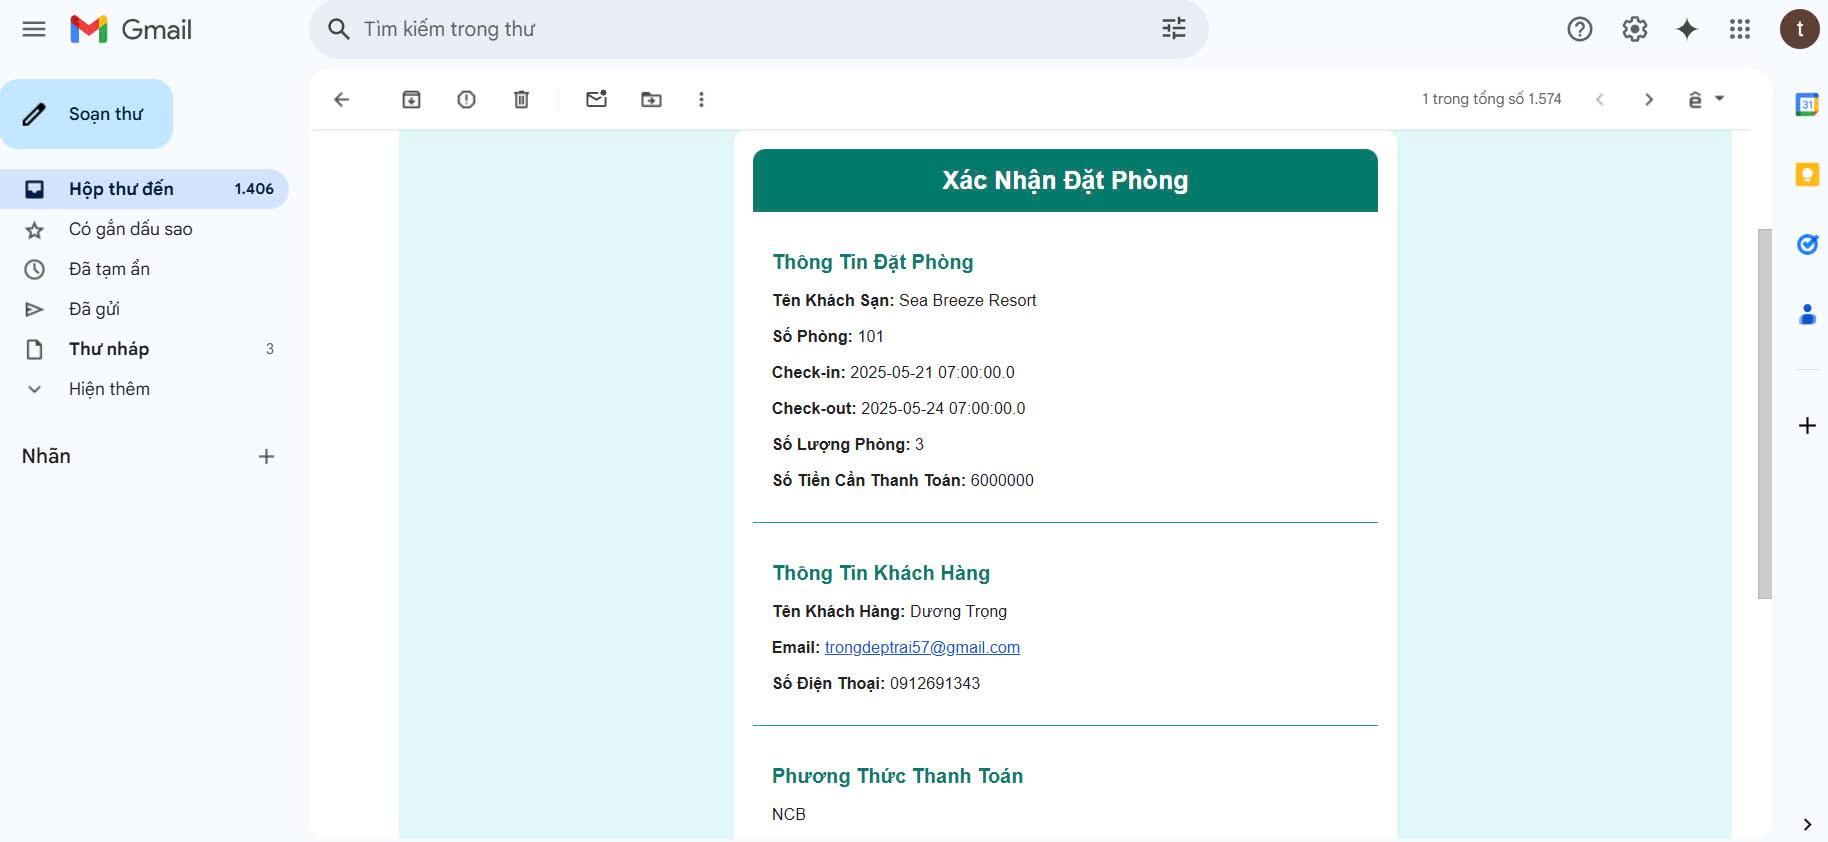 Gmail
Tìm kiếm trong thư
t
Soạn thư
1 trong tổng số 1.574
ê
31
Hộp thư đến 1.406
Có gắn dấu sao
Đã tạm ẩn
Đã gửi
Thư nháp 3
Hiện thêm
Nhãn
Xác Nhận Đặt Phòng
Thông Tin Đặt Phòng
Tên Khách Sạn: Sea Breeze Resort
Số Phòng: 101
Check-in: 2025-05-21 07:00:00.0
Check-out: 2025-05-24 07:00:00.0
Số Lượng Phòng: 3
Số Tiền Cần Thanh Toán: 6000000
Thông Tin Khách Hàng
Tên Khách Hàng: Dương Trọng
Email: trongdeptrai57@gmail.com
Số Điện Thoại: 0912691343
Phương Thức Thanh Toán
NCB